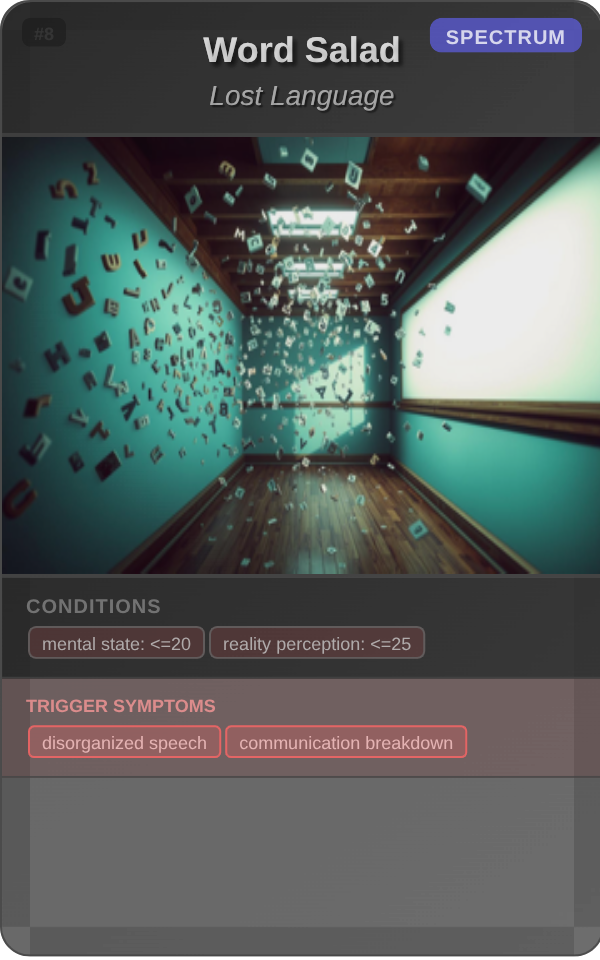 #8
SPECTRUM
Word Salad
Lost Language
CONDITIONS
mental state: <=20 reality perception: <=25
TRIGGER SYMPTOMS
disorganized speech communication breakdown